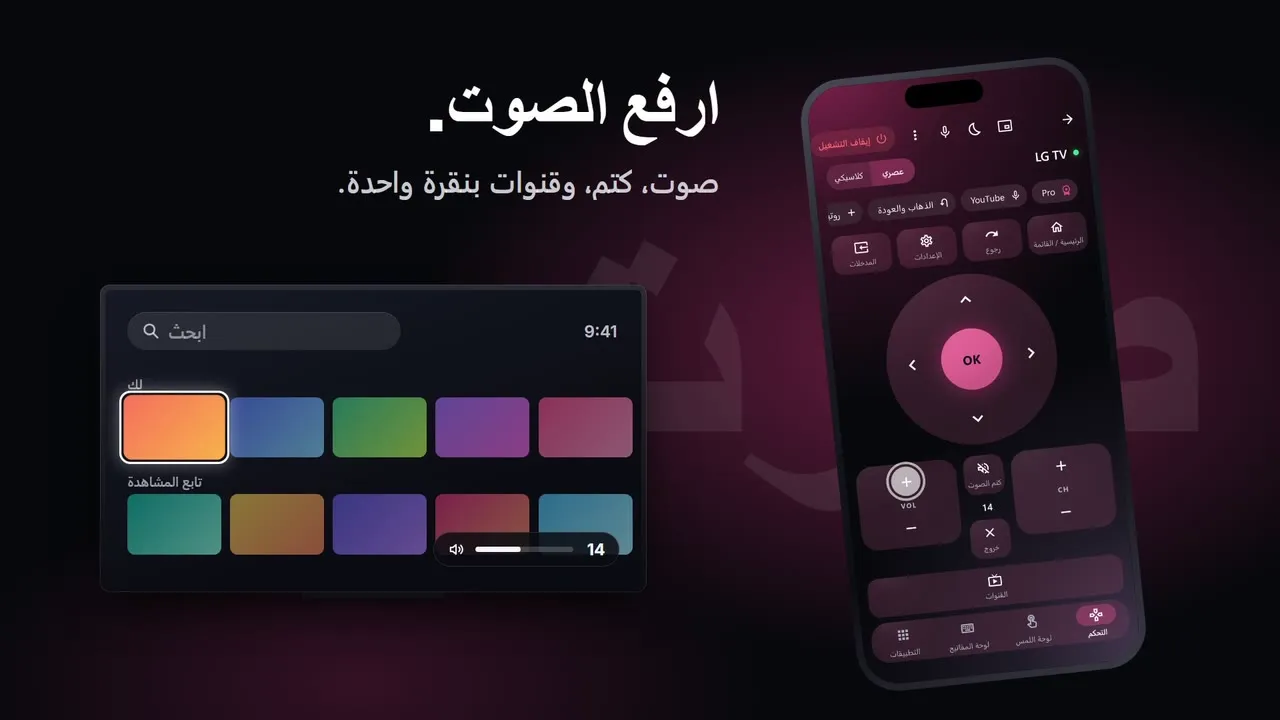 ارفع الصوت.
صوت، كتم، وقنوات بنقرة واحدة.
ابحث
9:41
لك
تابع المشاهدة
14
صوت
إيقاف التشغيل
LG TV
عصري
كلاسيكي
Pro
YouTube
الذهاب والعودة
الرئيسية / القائمة
رجوع
الإعدادات
المدخلات
OK
VOL
كتم الصوت
14
خروج
CH
القنوات
التحكم
لوحة اللمس
لوحة المفاتيح
التطبيقات